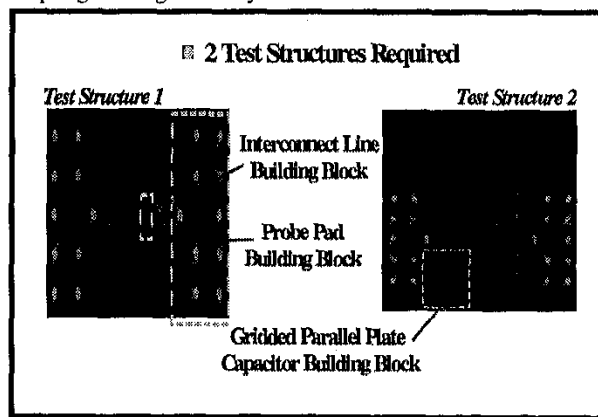 2 Test Structures Required
Test Structure 1
Test Structure 2
Interconnect Line
Building Block
Probe Pad
Building Block
Gridded Parallel Plate
Capacitor Building Block